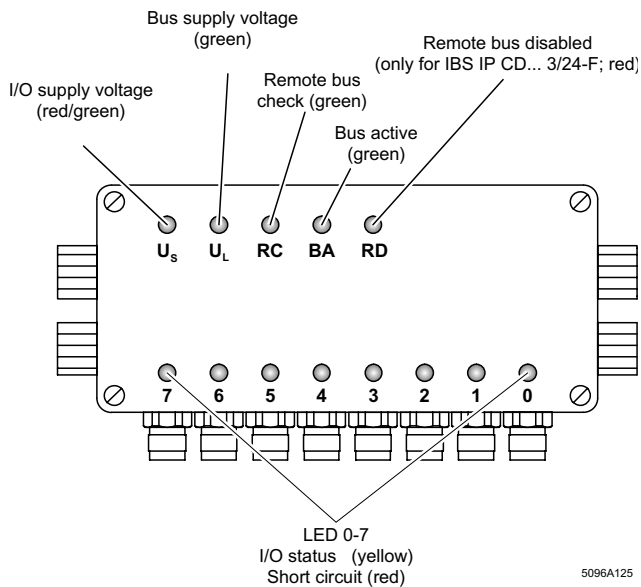 Bus supply voltage
(green)
Remote bus disabled
(only for IBS IP CD... 3/24-F; red)
I/O supply voltage
(red/green)
Remote bus
check (green)
Bus active
(green)
US UL RC BA RD
7 6 5 4 3 2 1 0
LED 0-7
I/O status (yellow)
Short circuit (red)
5096A125